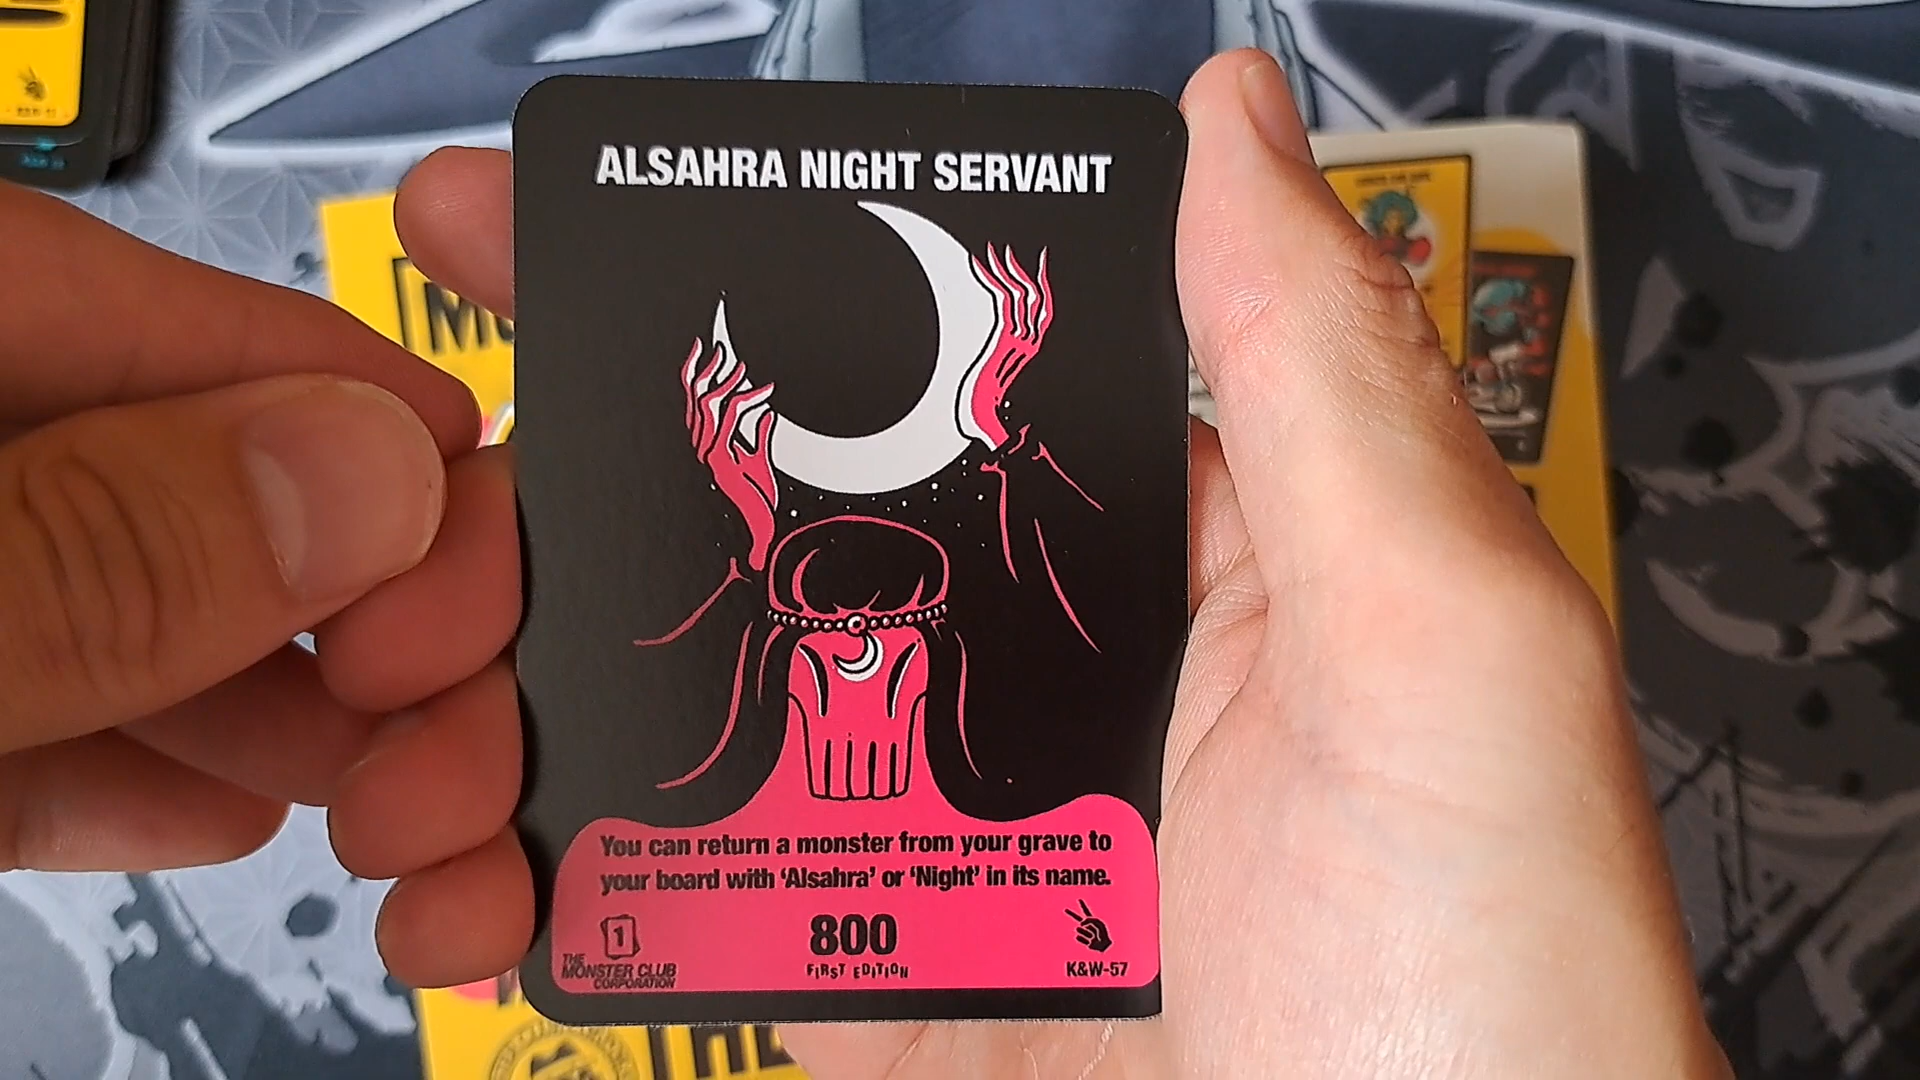 ALSAHRA NIGHT SERVANT
You can return a monster from your grave to
your board with 'Alsahra' or 'Night' in its name.
1
800
THE
MONSTER CLUB
CORPORATION
FIRST EDITION
K&W-57